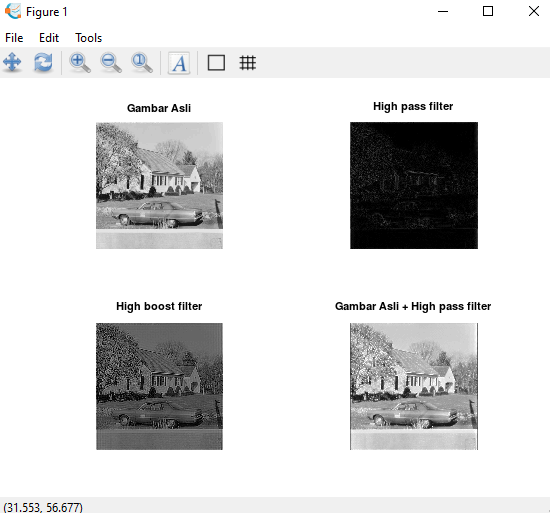 Figure 1
File Edit Tools
A
Gambar Asli
High pass filter
High boost filter
Gambar Asli + High pass filter
(31.553, 56.677)